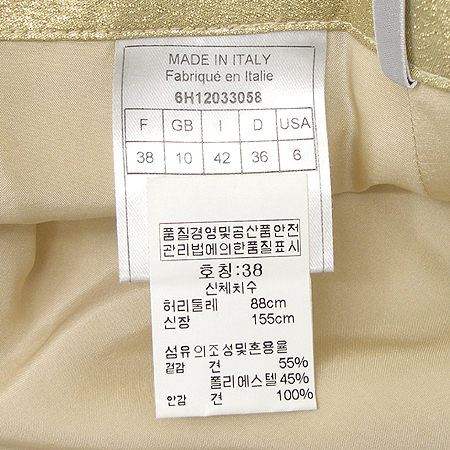 MADE IN ITALY
Fabriqué en Italie
6H12033058
F GB I D USA
38 10 42 36 6
품질경영및공산품안전
관리법에의한품질표시
호칭:38
신체치수
허리둘레 88cm
신장 155cm
섬유의조성및혼용율
겉감 견 55%
폴리에스텔 45%
안감 견 100%